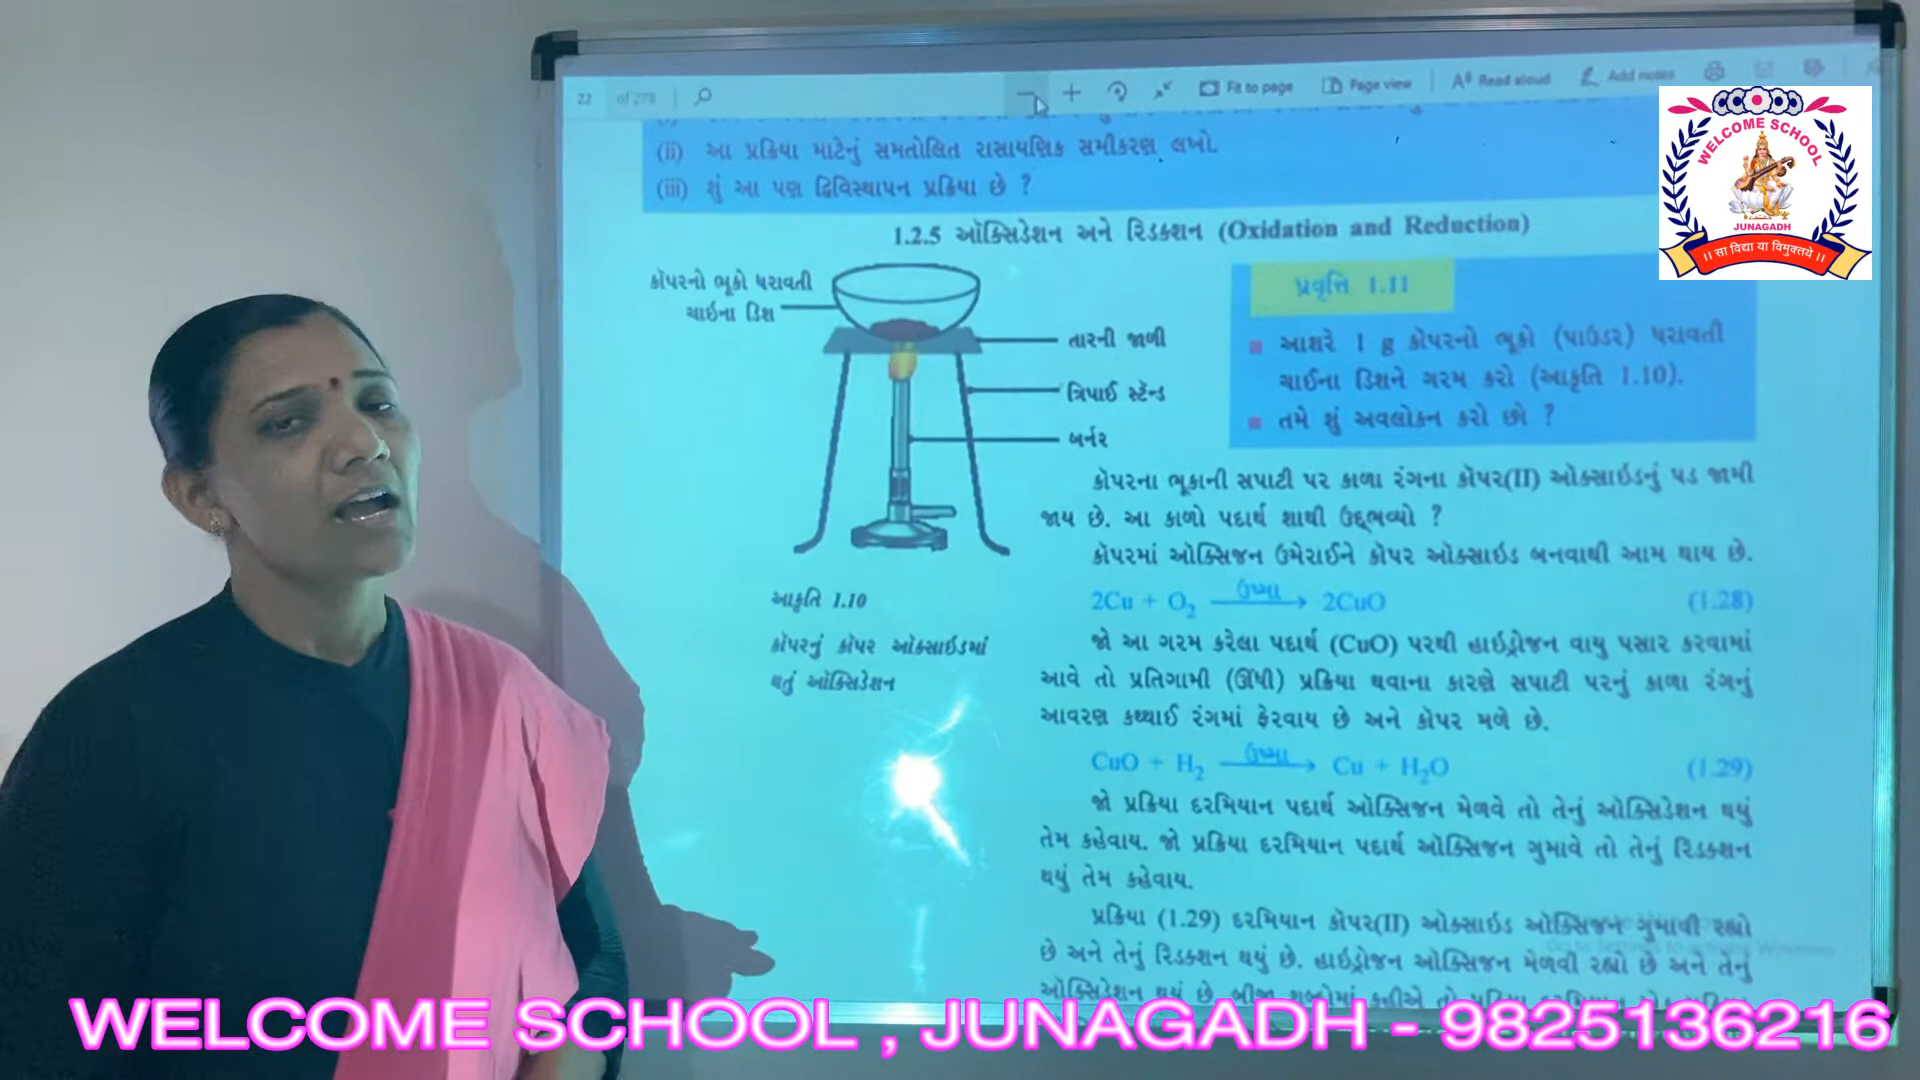 22 of 279
Fit to page
Page view
Read aloud
Add notes
(ii) આ પ્રક્રિયા માટેનું સમતોલિત રાસાયણિક સમીકરણ લખો.
(iii) શું આ પણ દ્વિવિસ્થાપન પ્રક્રિયા છે ?
1.2.5 ઑક્સિડેશન અને રિડક્શન (Oxidation and Reduction)
કૉપરનો ભૂકો ધરાવતી
ચાઇના ડિશ
તારની જાળી
ત્રિપાઈ સ્ટૅન્ડ
બર્નર
આકૃતિ 1.10
કૉપરનું કૉપર ઑક્સાઇડમાં
થતું ઑક્સિડેશન
પ્રવૃત્તિ 1.11
■ આશરે 1 g કૉપરનો ભૂકો (પાઉડર) ધરાવતી
ચાઈના ડિશને ગરમ કરો (આકૃતિ 1.10).
■ તમે શું અવલોકન કરો છો ?
કૉપરના ભૂકાની સપાટી પર કાળા રંગના કૉપર(II) ઑક્સાઇડનું પડ જામી
જાય છે. આ કાળો પદાર્થ શાથી ઉદ્ભવ્યો ?
કૉપરમાં ઑક્સિજન ઉમેરાઈને કૉપર ઑક્સાઇડ બનવાથી આમ થાય છે.
2Cu + O₂ ઉષ્મા→ 2CuO (1.28)
જો આ ગરમ કરેલા પદાર્થ (CuO) પરથી હાઇડ્રોજન વાયુ પસાર કરવામાં
આવે તો પ્રતિગામી (ઊંધી) પ્રક્રિયા થવાના કારણે સપાટી પરનું કાળા રંગનું
આવરણ કથ્થાઈ રંગમાં ફેરવાય છે અને કૉપર મળે છે.
CuO + H₂ ઉષ્મા→ Cu + H₂O (1.29)
જો પ્રક્રિયા દરમિયાન પદાર્થ ઑક્સિજન મેળવે તો તેનું ઑક્સિડેશન થયું
તેમ કહેવાય. જો પ્રક્રિયા દરમિયાન પદાર્થ ઑક્સિજન ગુમાવે તો તેનું રિડક્શન
થયું તેમ કહેવાય.
પ્રક્રિયા (1.29) દરમિયાન કૉપર(II) ઑક્સાઇડ ઑક્સિજન ગુમાવી રહ્યો
છે અને તેનું રિડક્શન થયું છે. હાઇડ્રોજન ઑક્સિજન મેળવી રહ્યો છે અને તેનું
ઑક્સિડેશન થયું છે. બીજા શબ્દોમાં કહીએ તો
WELCOME SCHOOL
JUNAGADH
।। सा विद्या या विमुक्तये ।।
WELCOME SCHOOL , JUNAGADH - 9825136216